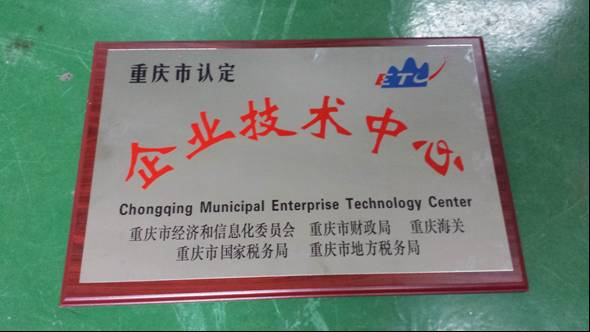 重庆市认定
ETC
企业技术中心
Chongqing Municipal Enterprise Technology Center
重庆市经济和信息化委员会 重庆市财政局 重庆海关
重庆市国家税务局 重庆市地方税务局